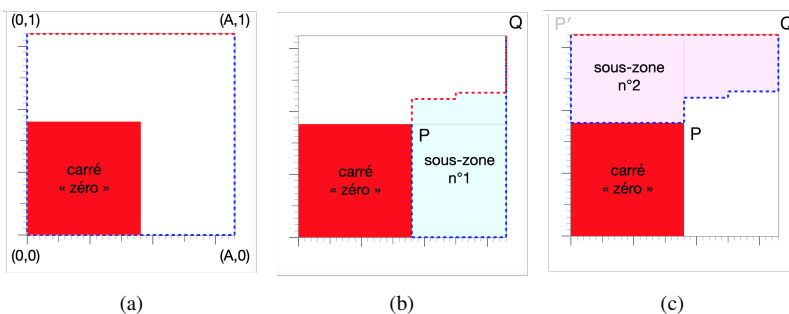 (0,1)
(A,1)
carré
« zéro »
(0,0)
(A,0)
(a)
Q
P
carré
« zéro »
sous-zone
n°1
(b)
P′
Q
sous-zone
n°2
P
carré
« zéro »
(c)